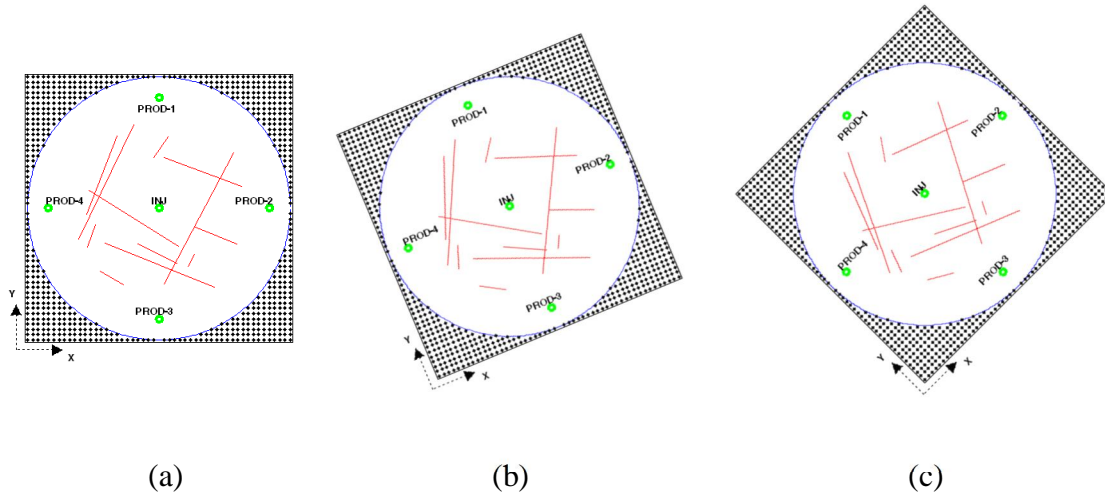 PROD-1
PROD-4
INJ
PROD-2
PROD-3
Y
X
(a)
PROD-1
PROD-2
INJ
PROD-4
PROD-3
Y
X
(b)
PROD-1
PROD-2
INJ
PROD-4
PROD-3
Y
X
(c)